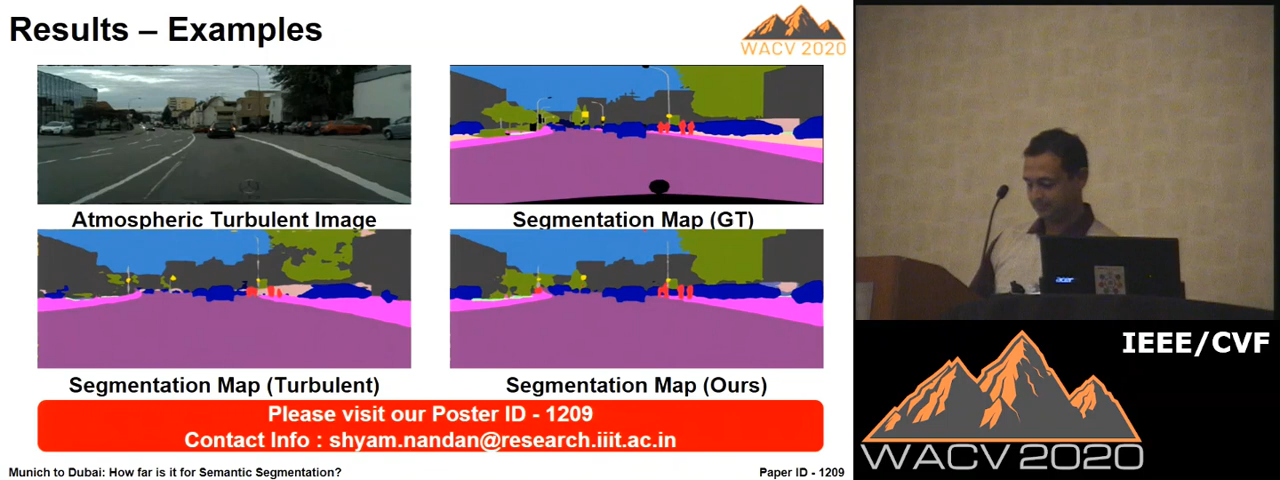 Results – Examples
WACV 2020
Atmospheric Turbulent Image
Segmentation Map (GT)
Segmentation Map (Turbulent)
Segmentation Map (Ours)
Please visit our Poster ID - 1209
Contact Info : shyam.nandan@research.iiit.ac.in
Munich to Dubai: How far is it for Semantic Segmentation?
Paper ID - 1209
acer
IEEE/CVF
WACV 2020